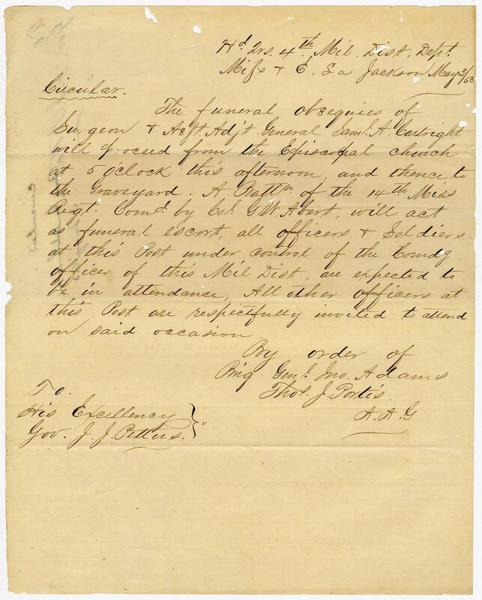 Hd Qrs. 4th Mil. Dist, Dept.
Miss & E. La Jackson May 3/63
Circular.
The funeral obsequies of
Surgeon & Act Adjt General Saml A Cartright
will proceed from the Episcopal church
at 5 o'clock this afternoon, and thence to
the Graveyard. A Battn of the 14th Miss
Regt. Comd by Col. G W Abert, will act
as funeral escort, all officers & Soldiers
at this Post under control of the Comdg
officer of this Mil Dist, are expected to
be in attendance, All other officers at
this Post are respectfully invited to attend
on said occasion
By order of
Brig Genl. Jno. Adams
Thos. J Portis
A. A. G
To.
His Excellency
Gov. J. J. Pettus.